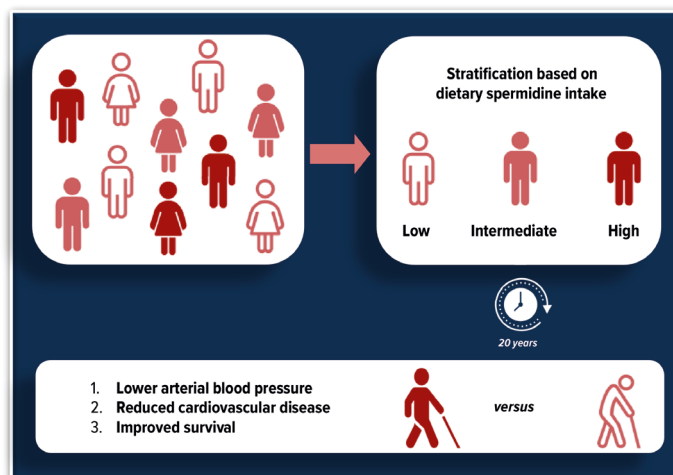 Stratification based on
dietary spermidine intake
Low Intermediate High
20 years
1. Lower arterial blood pressure
2. Reduced cardiovascular disease
3. Improved survival
versus